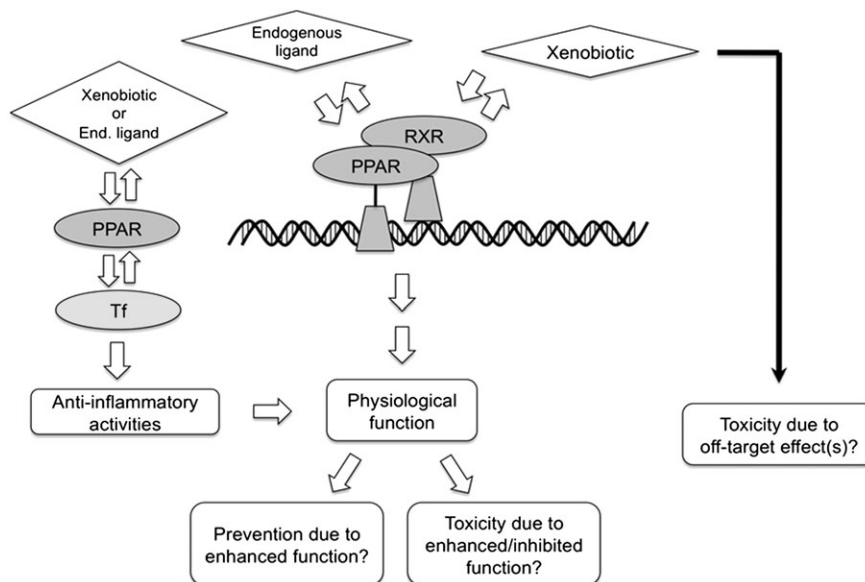 Endogenous
ligand
Xenobiotic
Xenobiotic
or
End. ligand
RXR
PPAR
PPAR
Tf
Anti-inflammatory
activities
Physiological
function
Toxicity due to
off-target effect(s)?
Prevention due to
enhanced function?
Toxicity due to
enhanced/inhibited
function?